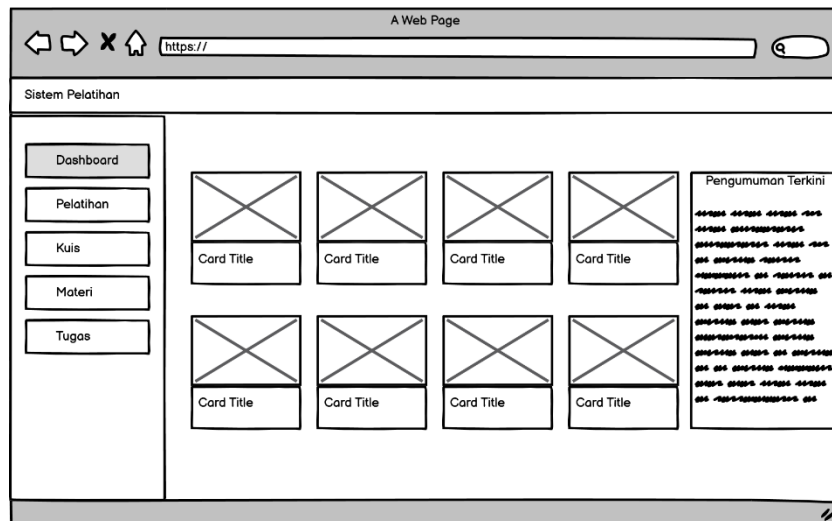 A Web Page
https://
Sistem Pelatihan
Dashboard
Pelatihan
Kuis
Materi
Tugas
Card Title
Card Title
Card Title
Card Title
Card Title
Card Title
Card Title
Card Title
Pengumuman Terkini